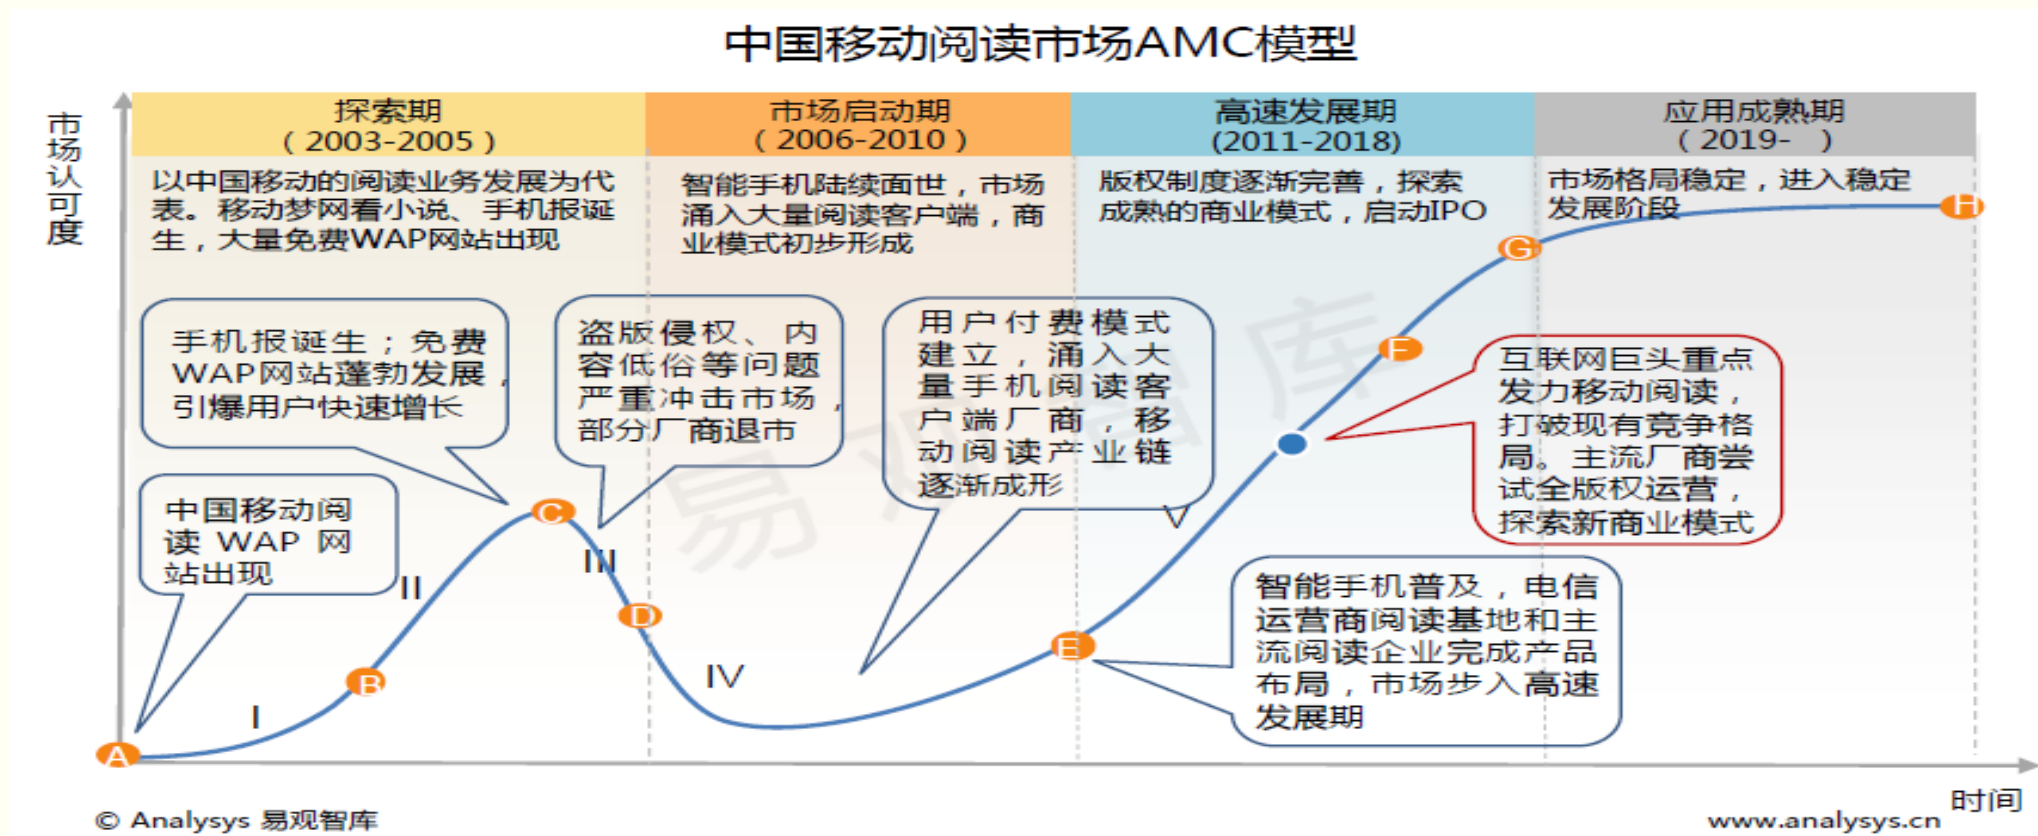 中国移动阅读市场AMC模型
市场认可度
探索期
（2003-2005）
市场启动期
（2006-2010）
高速发展期
(2011-2018)
应用成熟期
（2019-   ）
以中国移动的阅读业务发展为代
表。移动梦网看小说、手机报诞
生，大量免费WAP网站出现
智能手机陆续面世，市场
涌入大量阅读客户端，商
业模式初步形成
版权制度逐渐完善，探索
成熟的商业模式，启动IPO
市场格局稳定，进入稳定
发展阶段
H
G
手机报诞生；免费
WAP网站蓬勃发展，
引爆用户快速增长
盗版侵权、内
容低俗等问题
严重冲击市场，
部分厂商退市
用户付费模式
建立，涌入大
量手机阅读客
户端厂商，移
动阅读产业链
逐渐成形
F
互联网巨头重点
发力移动阅读，
打破现有竞争格
局。主流厂商尝
试全版权运营，
探索新商业模式
易观智库
中国移动阅
读 WAP 网
站出现
C
V
II
III
D
智能手机普及，电信
运营商阅读基地和主
流阅读企业完成产品
布局，市场步入高速
发展期
E
B
IV
I
A
时间
© Analysys 易观智库
www.analysys.cn